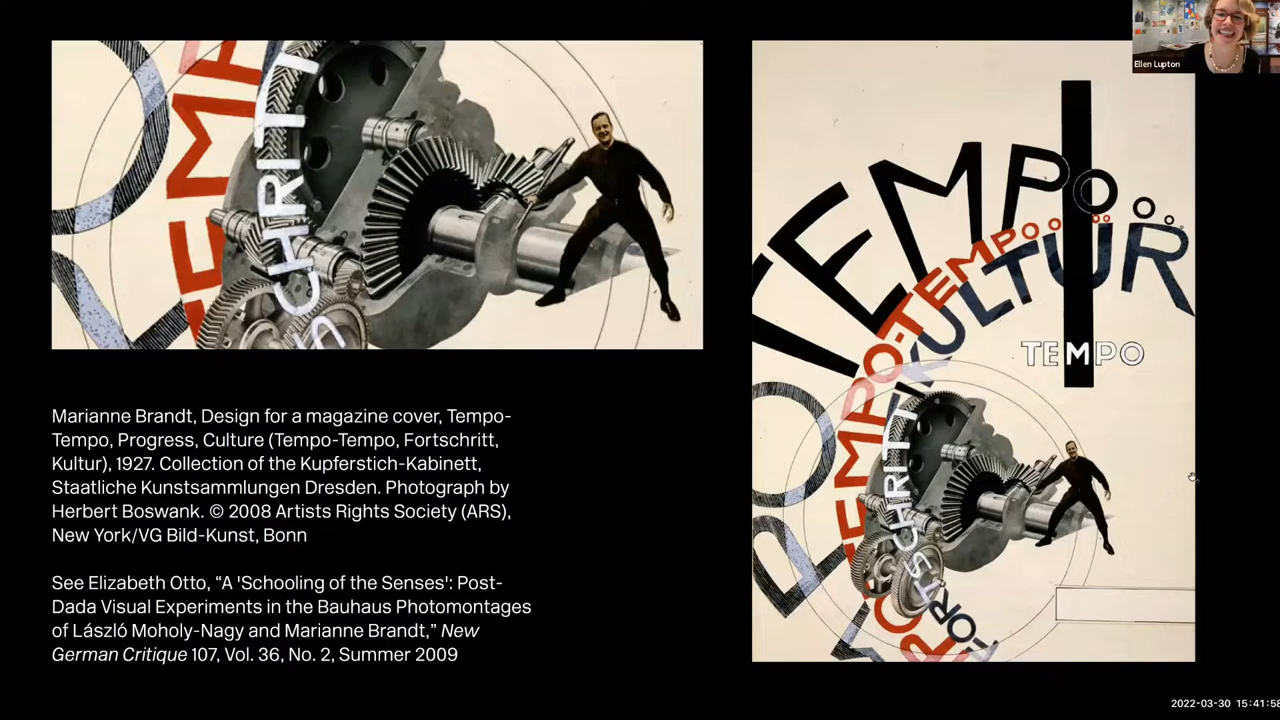 Ellen Lupton
TEMPO
CHRITT
TEMPO
TEMPO-TEMPO
KULTUR
TEMPO
FORTSCHRITT
Marianne Brandt, Design for a magazine cover, Tempo-
Tempo, Progress, Culture (Tempo-Tempo, Fortschritt,
Kultur), 1927. Collection of the Kupferstich-Kabinett,
Staatliche Kunstsammlungen Dresden. Photograph by
Herbert Boswank. © 2008 Artists Rights Society (ARS),
New York/VG Bild-Kunst, Bonn
See Elizabeth Otto, “A 'Schooling of the Senses': Post-
Dada Visual Experiments in the Bauhaus Photomontages
of László Moholy-Nagy and Marianne Brandt,” New
German Critique 107, Vol. 36, No. 2, Summer 2009
2022-03-30 15:41:58